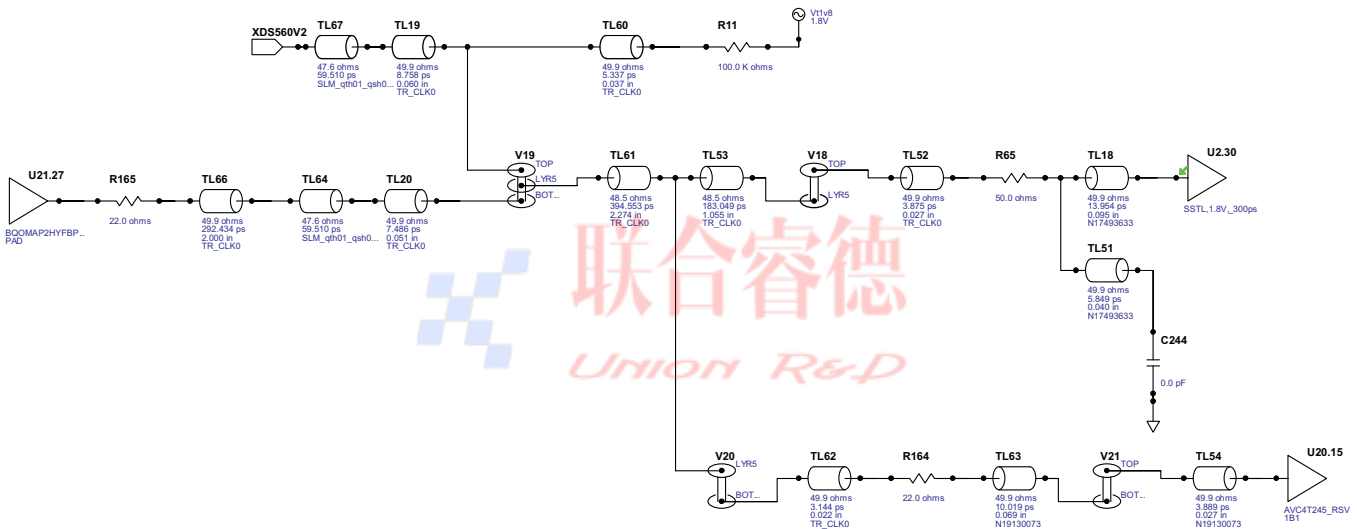 XDS560V2
TL67
47.6 ohms
59.510 ps
SLM_qth01_qsh0...
TL19
49.9 ohms
8.758 ps
0.060 in
TR_CLK0
TL60
49.9 ohms
5.337 ps
0.037 in
TR_CLK0
R11
100.0 K ohms
Vt1v8
1.8V
U21.27
BQOMAP2HYFBP...
PAD
R165
22.0 ohms
TL66
49.9 ohms
292.434 ps
2.000 in
TR_CLK0
TL64
47.6 ohms
59.510 ps
SLM_qth01_qsh0...
TL20
49.9 ohms
7.486 ps
0.051 in
TR_CLK0
V19
TOP
LYR5
BOT...
TL61
48.5 ohms
394.553 ps
2.274 in
TR_CLK0
TL53
48.5 ohms
183.049 ps
1.055 in
TR_CLK0
V18
TOP
LYR5
TL52
49.9 ohms
3.875 ps
0.027 in
TR_CLK0
R65
50.0 ohms
TL18
49.9 ohms
13.954 ps
0.095 in
N17493633
U2.30
SSTL,1.8V,_300ps
TL51
49.9 ohms
5.849 ps
0.040 in
N17493633
C244
0.0 pF
联合睿德
UNION R&D
V20
LYR5
BOT...
TL62
49.9 ohms
3.144 ps
0.022 in
TR_CLK0
R164
22.0 ohms
TL63
49.9 ohms
10.019 ps
0.069 in
N19130073
V21
TOP
BOT...
TL54
49.9 ohms
3.889 ps
0.027 in
N19130073
U20.15
AVC4T245_RSV
1B1